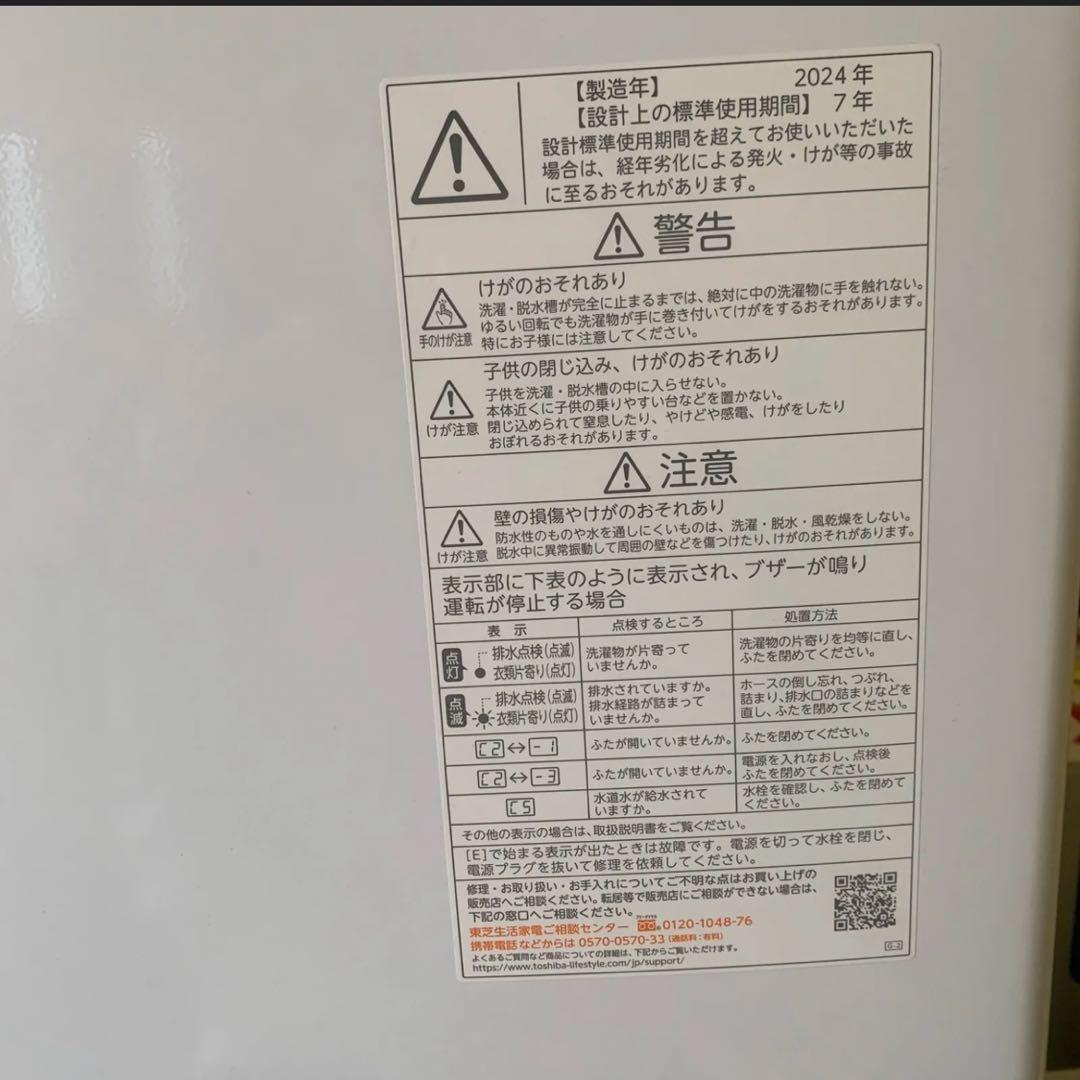 【製造年】 2024年
【設計上の標準使用期間】 7年
設計標準使用期間を超えてお使いいただいた
場合は、経年劣化による発火・けが等の事故
に至るおそれがあります。
警告
けがのおそれあり
洗濯・脱水槽が完全に止まるまでは、絶対に中の洗濯物に手を触れない。
ゆるい回転でも洗濯物が手に巻き付いてけがをするおそれがあります。
手のけが注意 特にお子様には注意してください。
子供の閉じ込み、けがのおそれあり
子供を洗濯・脱水槽の中に入らせない。
本体近くに子供の乗りやすい台などを置かない。
けが注意 閉じ込められて窒息したり、やけどや感電、けがをしたり
おぼれるおそれがあります。
注意
壁の損傷やけがのおそれあり
防水性のものや水を通しにくいものは、洗濯・脱水・風乾燥をしない。
けが注意 脱水中に異常振動して周囲の壁などを傷つけたり、けがのおそれがあります。
表示部に下表のように表示され、ブザーが鳴り
運転が停止する場合
表示 点検するところ 処置方法
点灯 排水点検(点滅) 衣類片寄り(点灯) 洗濯物が片寄って いませんか。 洗濯物の片寄りを均等に直し、 ふたを閉めてください。
点滅 排水点検(点滅) 衣類片寄り(点灯) 排水されていますか。 排水経路が詰まって いませんか。 ホースの倒し忘れ、つぶれ、 詰まり、排水口の詰まりなどを 直し、ふたを閉めてください。
C2 ↔ -1 ふたが開いていませんか。 ふたを閉めてください。
C2 ↔ -3 ふたが開いていませんか。 電源を入れなおし、点検後 ふたを閉めてください。
C5 水道水が給水されて いますか。 水栓を確認し、ふたを閉めて ください。
その他の表示の場合は、取扱説明書をご覧ください。
[E]で始まる表示が出たときは故障です。電源を切って水栓を閉じ、
電源プラグを抜いて修理を依頼してください。
修理・お取り扱い・お手入れについてご不明な点はお買い上げの
販売店へご相談ください。転居等で販売店にご相談ができない場合は、
下記の窓口へご相談ください。
東芝生活家電ご相談センター 0120-1048-76
携帯電話などからは 0570-0570-33 (通話料:有料)
よくあるご質問など商品についての詳細は、下記からご覧いただけます。
https://www.toshiba-lifestyle.com/jp/support/
G-2